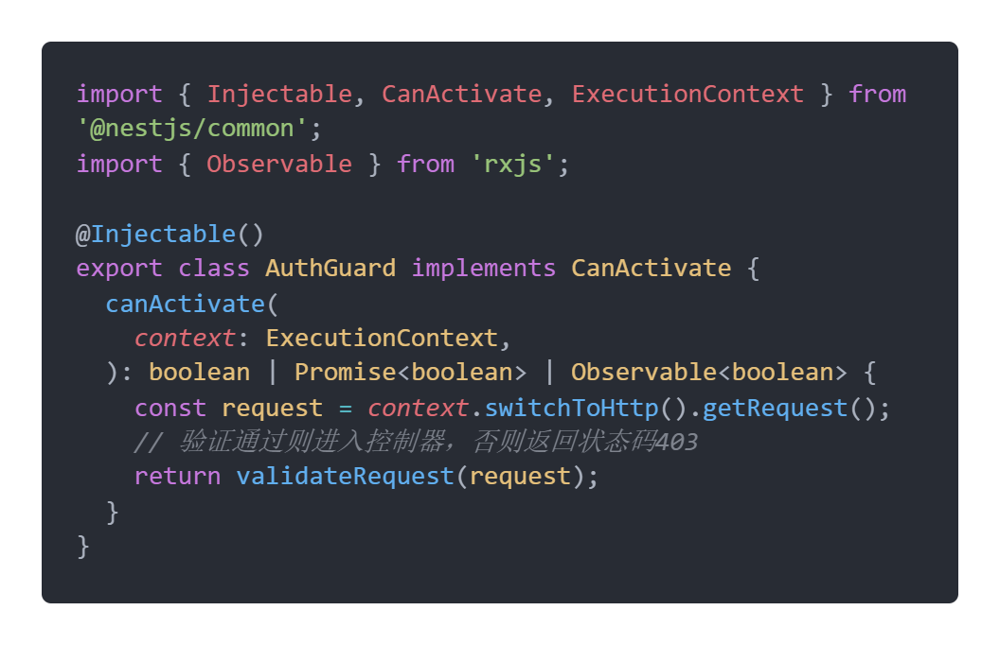 import { Injectable, CanActivate, ExecutionContext } from
'@nestjs/common';
import { Observable } from 'rxjs';
@Injectable()
export class AuthGuard implements CanActivate {
canActivate(
context: ExecutionContext,
): boolean | Promise<boolean> | Observable<boolean> {
const request = context.switchToHttp().getRequest();
// 验证通过则进入控制器，否则返回状态码403
return validateRequest(request);
}
}